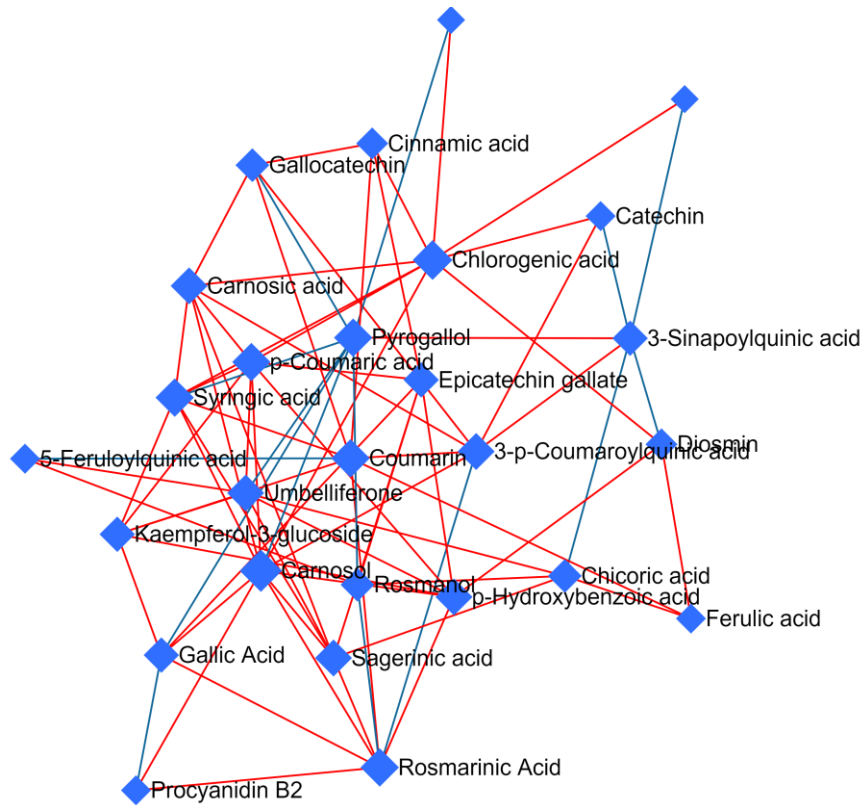 Cinnamic acid
Gallocatechin
Catechin
Chlorogenic acid
Carnosic acid
Pyrogallol
3-Sinapoylquinic acid
p-Coumaric acid
Epicatechin gallate
Syringic acid
Diosmin
3-p-Coumaroylquinic acid
5-Feruloylquinic acid
Coumarin
Umbelliferone
Kaempferol-3-glucoside
Carnosol
Rosmanol
Chicoric acid
p-Hydroxybenzoic acid
Ferulic acid
Gallic Acid
Sagerinic acid
Rosmarinic Acid
Procyanidin B2